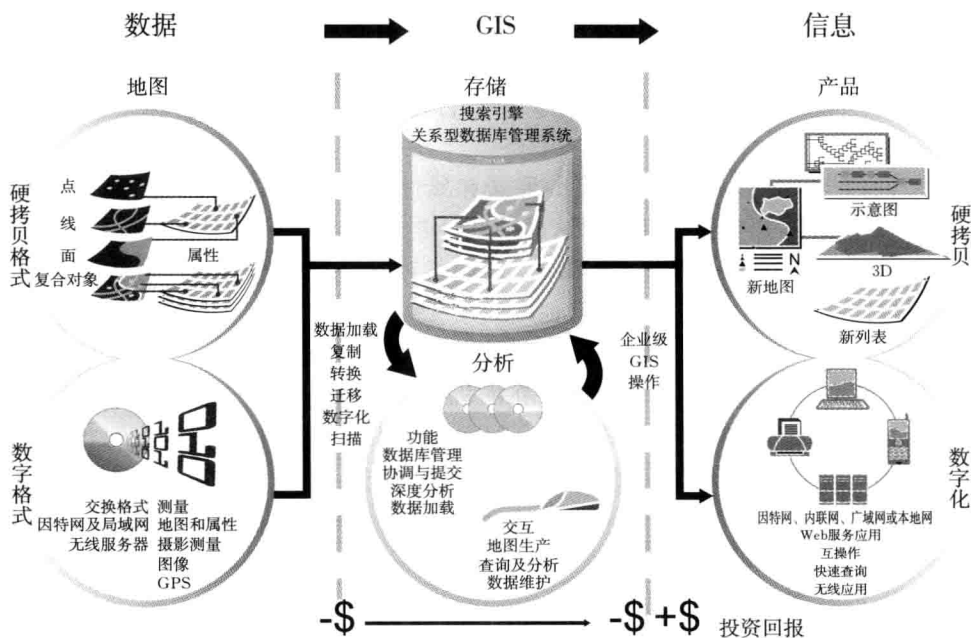 数据
GIS
信息
地图
存储
产品
搜索引擎
关系型数据库管理系统
硬拷贝格式
点
线
面
复合对象
属性
示意图
新地图
N
3D
新列表
硬拷贝
数据加载
复制
转换
迁移
数字化
扫描
分析
企业级
GIS
操作
数字格式
交换格式 测量
因特网及局域网 地图和属性
无线服务器 摄影测量
图像
GPS
功能
数据库管理
协调与提交
深度分析
数据加载
交互
地图生产
查询及分析
数据维护
数字化
因特网、内联网、广域网或本地网
Web服务应用
互操作
快速查询
无线应用
-$
-$ +$ 投资回报